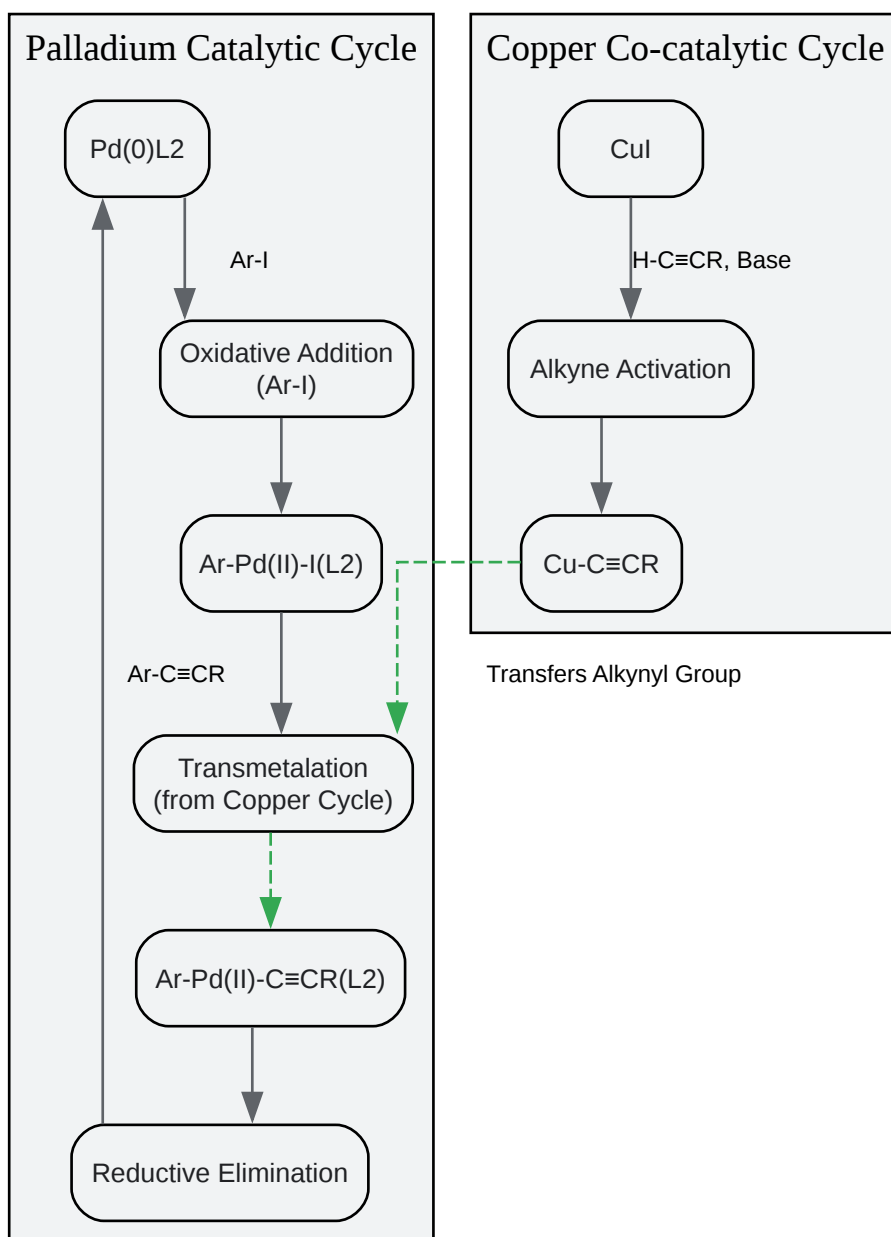 Palladium Catalytic Cycle
Pd(0)L2
Ar-I
Oxidative Addition
(Ar-I)
Ar-Pd(II)-I(L2)
Ar-C≡CR
Transmetalation
(from Copper Cycle)
Ar-Pd(II)-C≡CR(L2)
Reductive Elimination
Copper Co-catalytic Cycle
CuI
H-C≡CR, Base
Alkyne Activation
Cu-C≡CR
Transfers Alkynyl Group